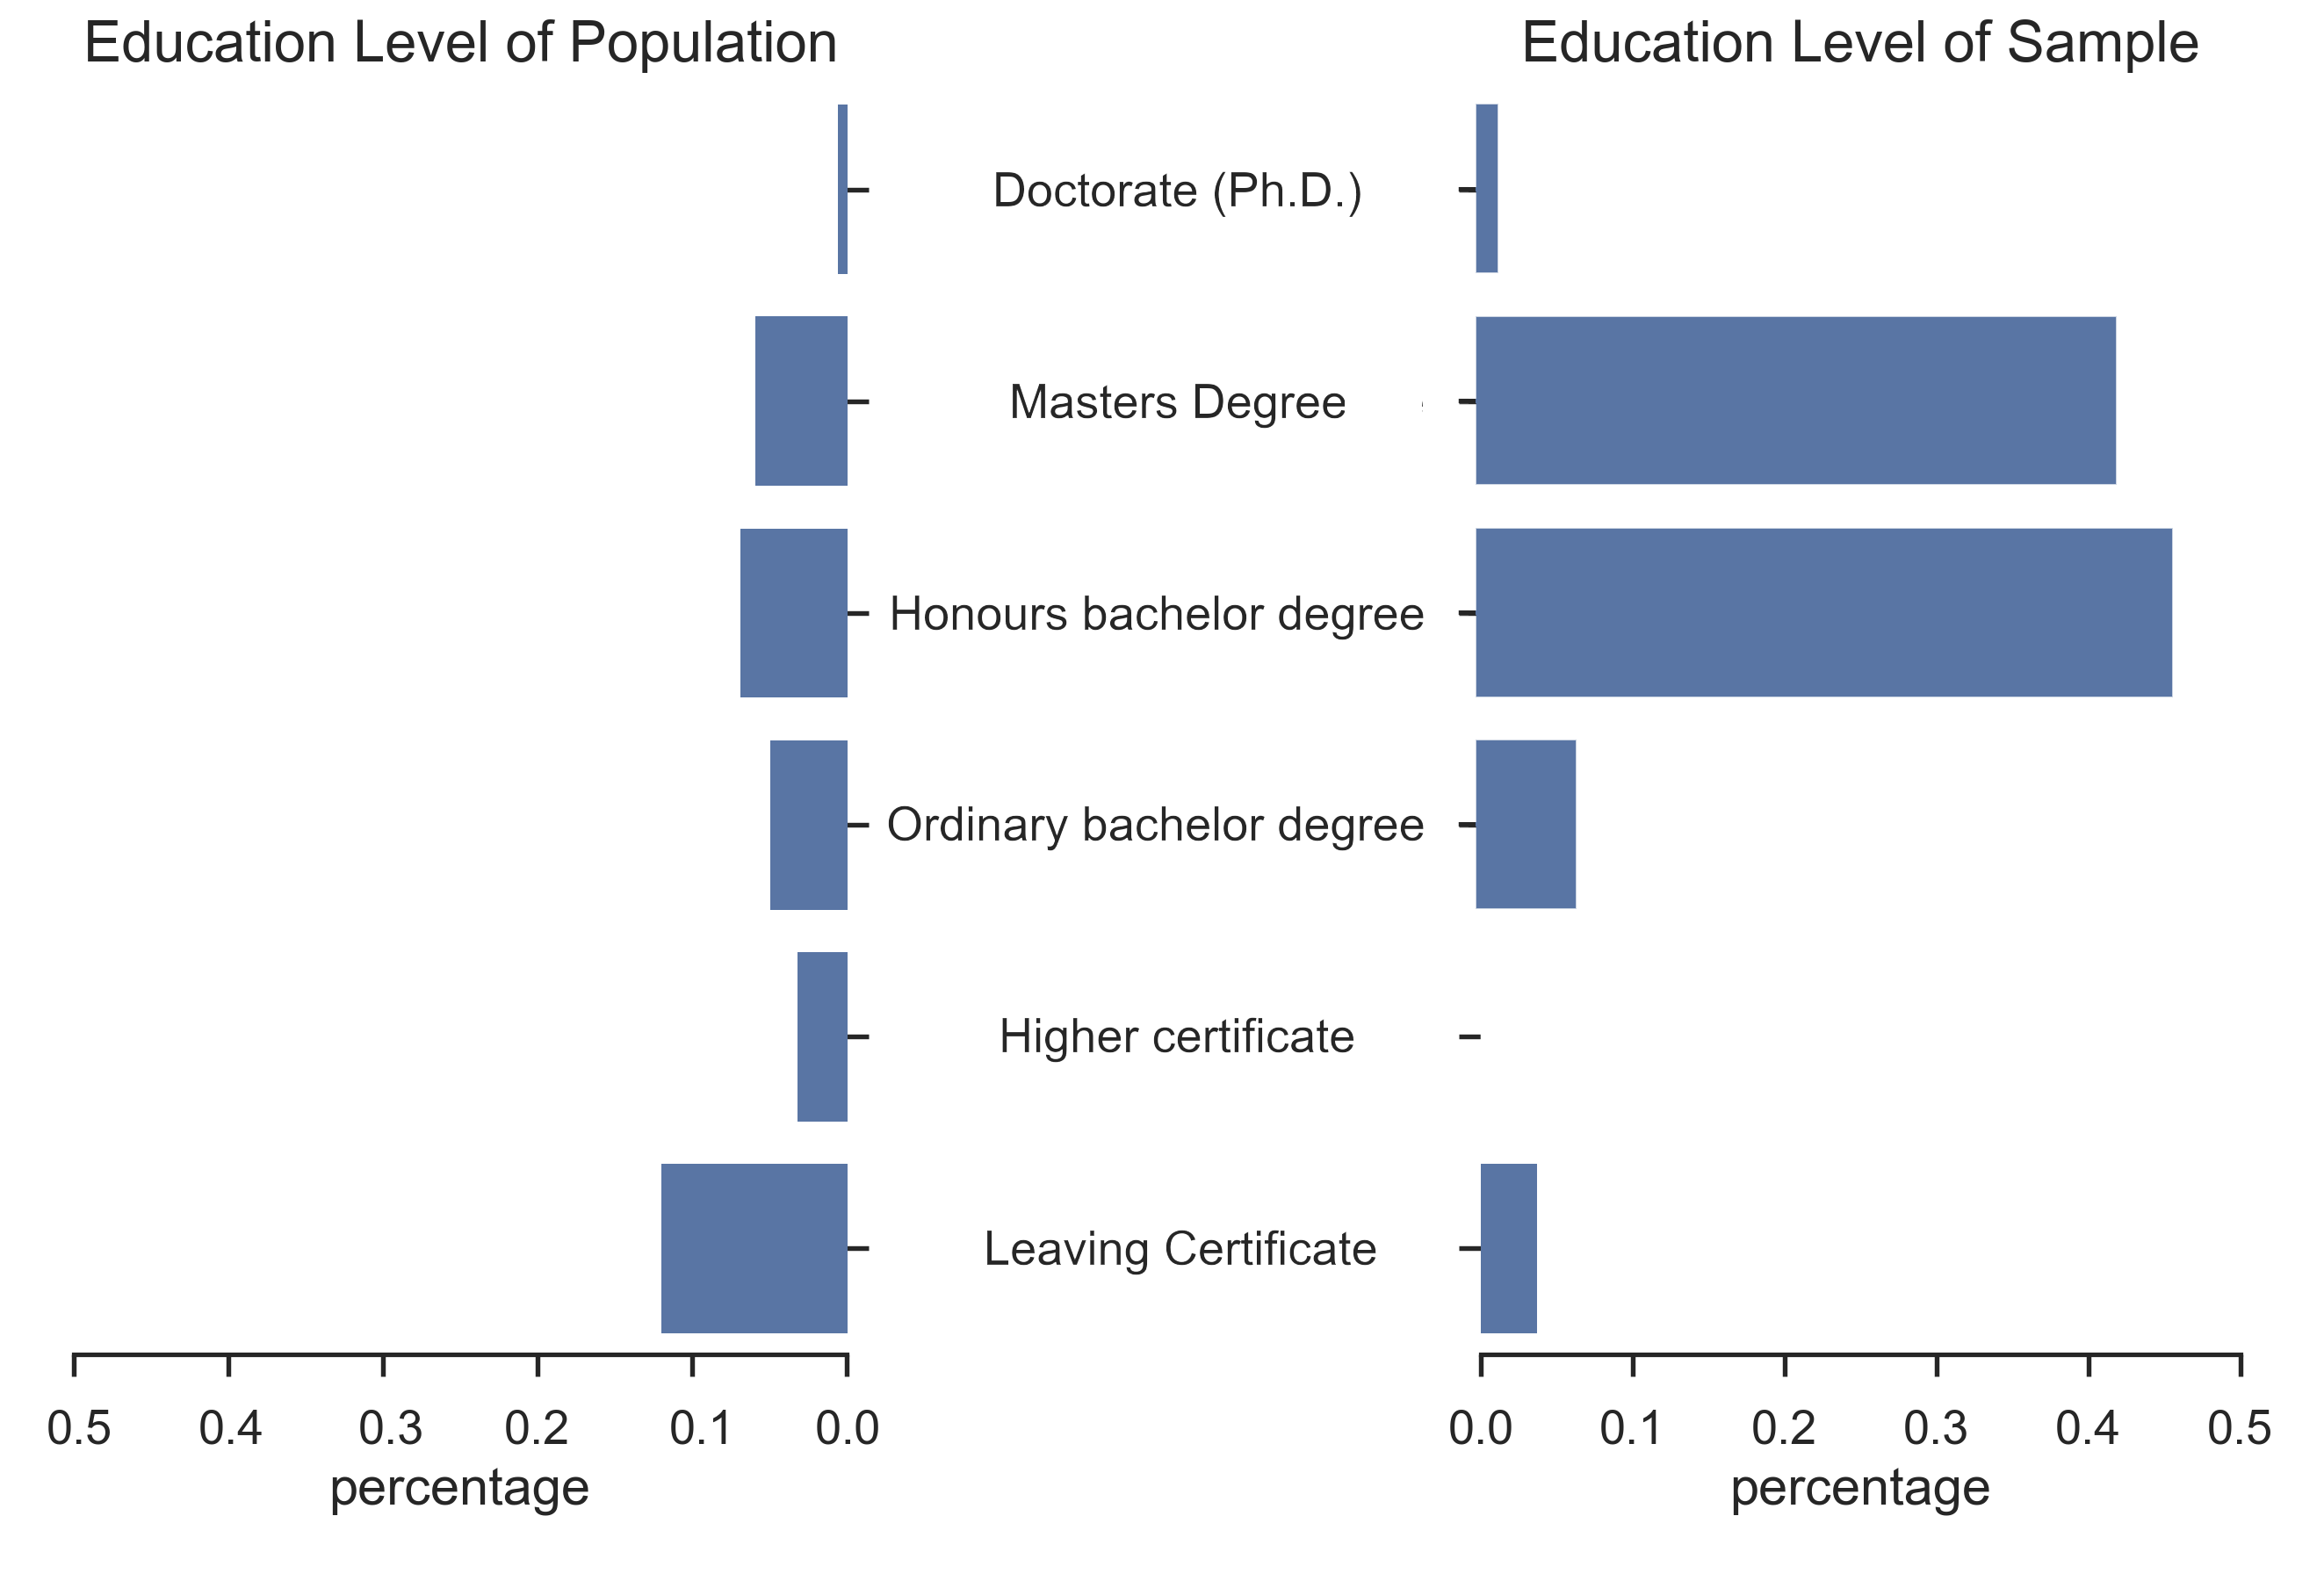 Education Level of Population
Education Level of Sample
Doctorate (Ph.D.)
Masters Degree
Honours bachelor degree
Ordinary bachelor degree
Higher certificate
Leaving Certificate
0.5 0.4 0.3 0.2 0.1 0.0
percentage
0.0 0.1 0.2 0.3 0.4 0.5
percentage